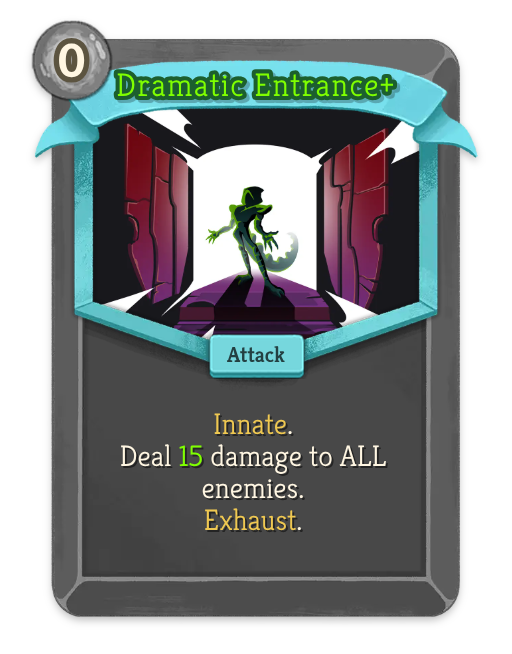 0
Dramatic Entrance+
Attack
Innate.
Deal 15 damage to ALL
enemies.
Exhaust.